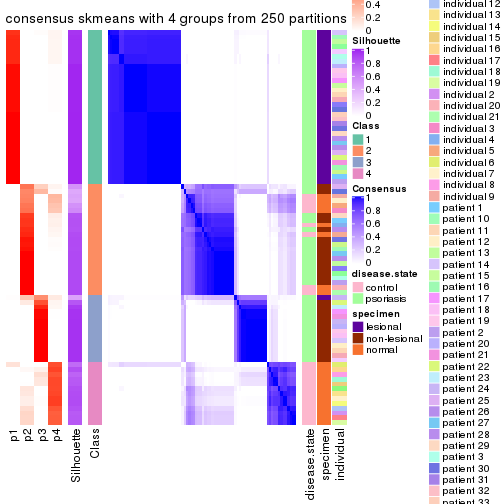 consensus skmeans with 4 groups from 250 partitions
p1
p2
p3
p4
Silhouette
Class
disease.state
specimen
individual
0.4
0.2
0
Silhouette
1
0.8
0.6
0.4
0.2
0
Class
1
2
3
4
Consensus
1
0.8
0.6
0.4
0.2
0
disease.state
control
psoriasis
specimen
lesional
non-lesional
normal
individual 12
individual 13
individual 14
individual 15
individual 16
individual 17
individual 18
individual 19
individual 2
individual 20
individual 21
individual 3
individual 4
individual 5
individual 6
individual 7
individual 8
individual 9
patient 1
patient 10
patient 11
patient 12
patient 13
patient 14
patient 15
patient 16
patient 17
patient 18
patient 19
patient 2
patient 20
patient 21
patient 22
patient 23
patient 24
patient 25
patient 26
patient 27
patient 28
patient 29
patient 3
patient 30
patient 31
patient 32
patient 33